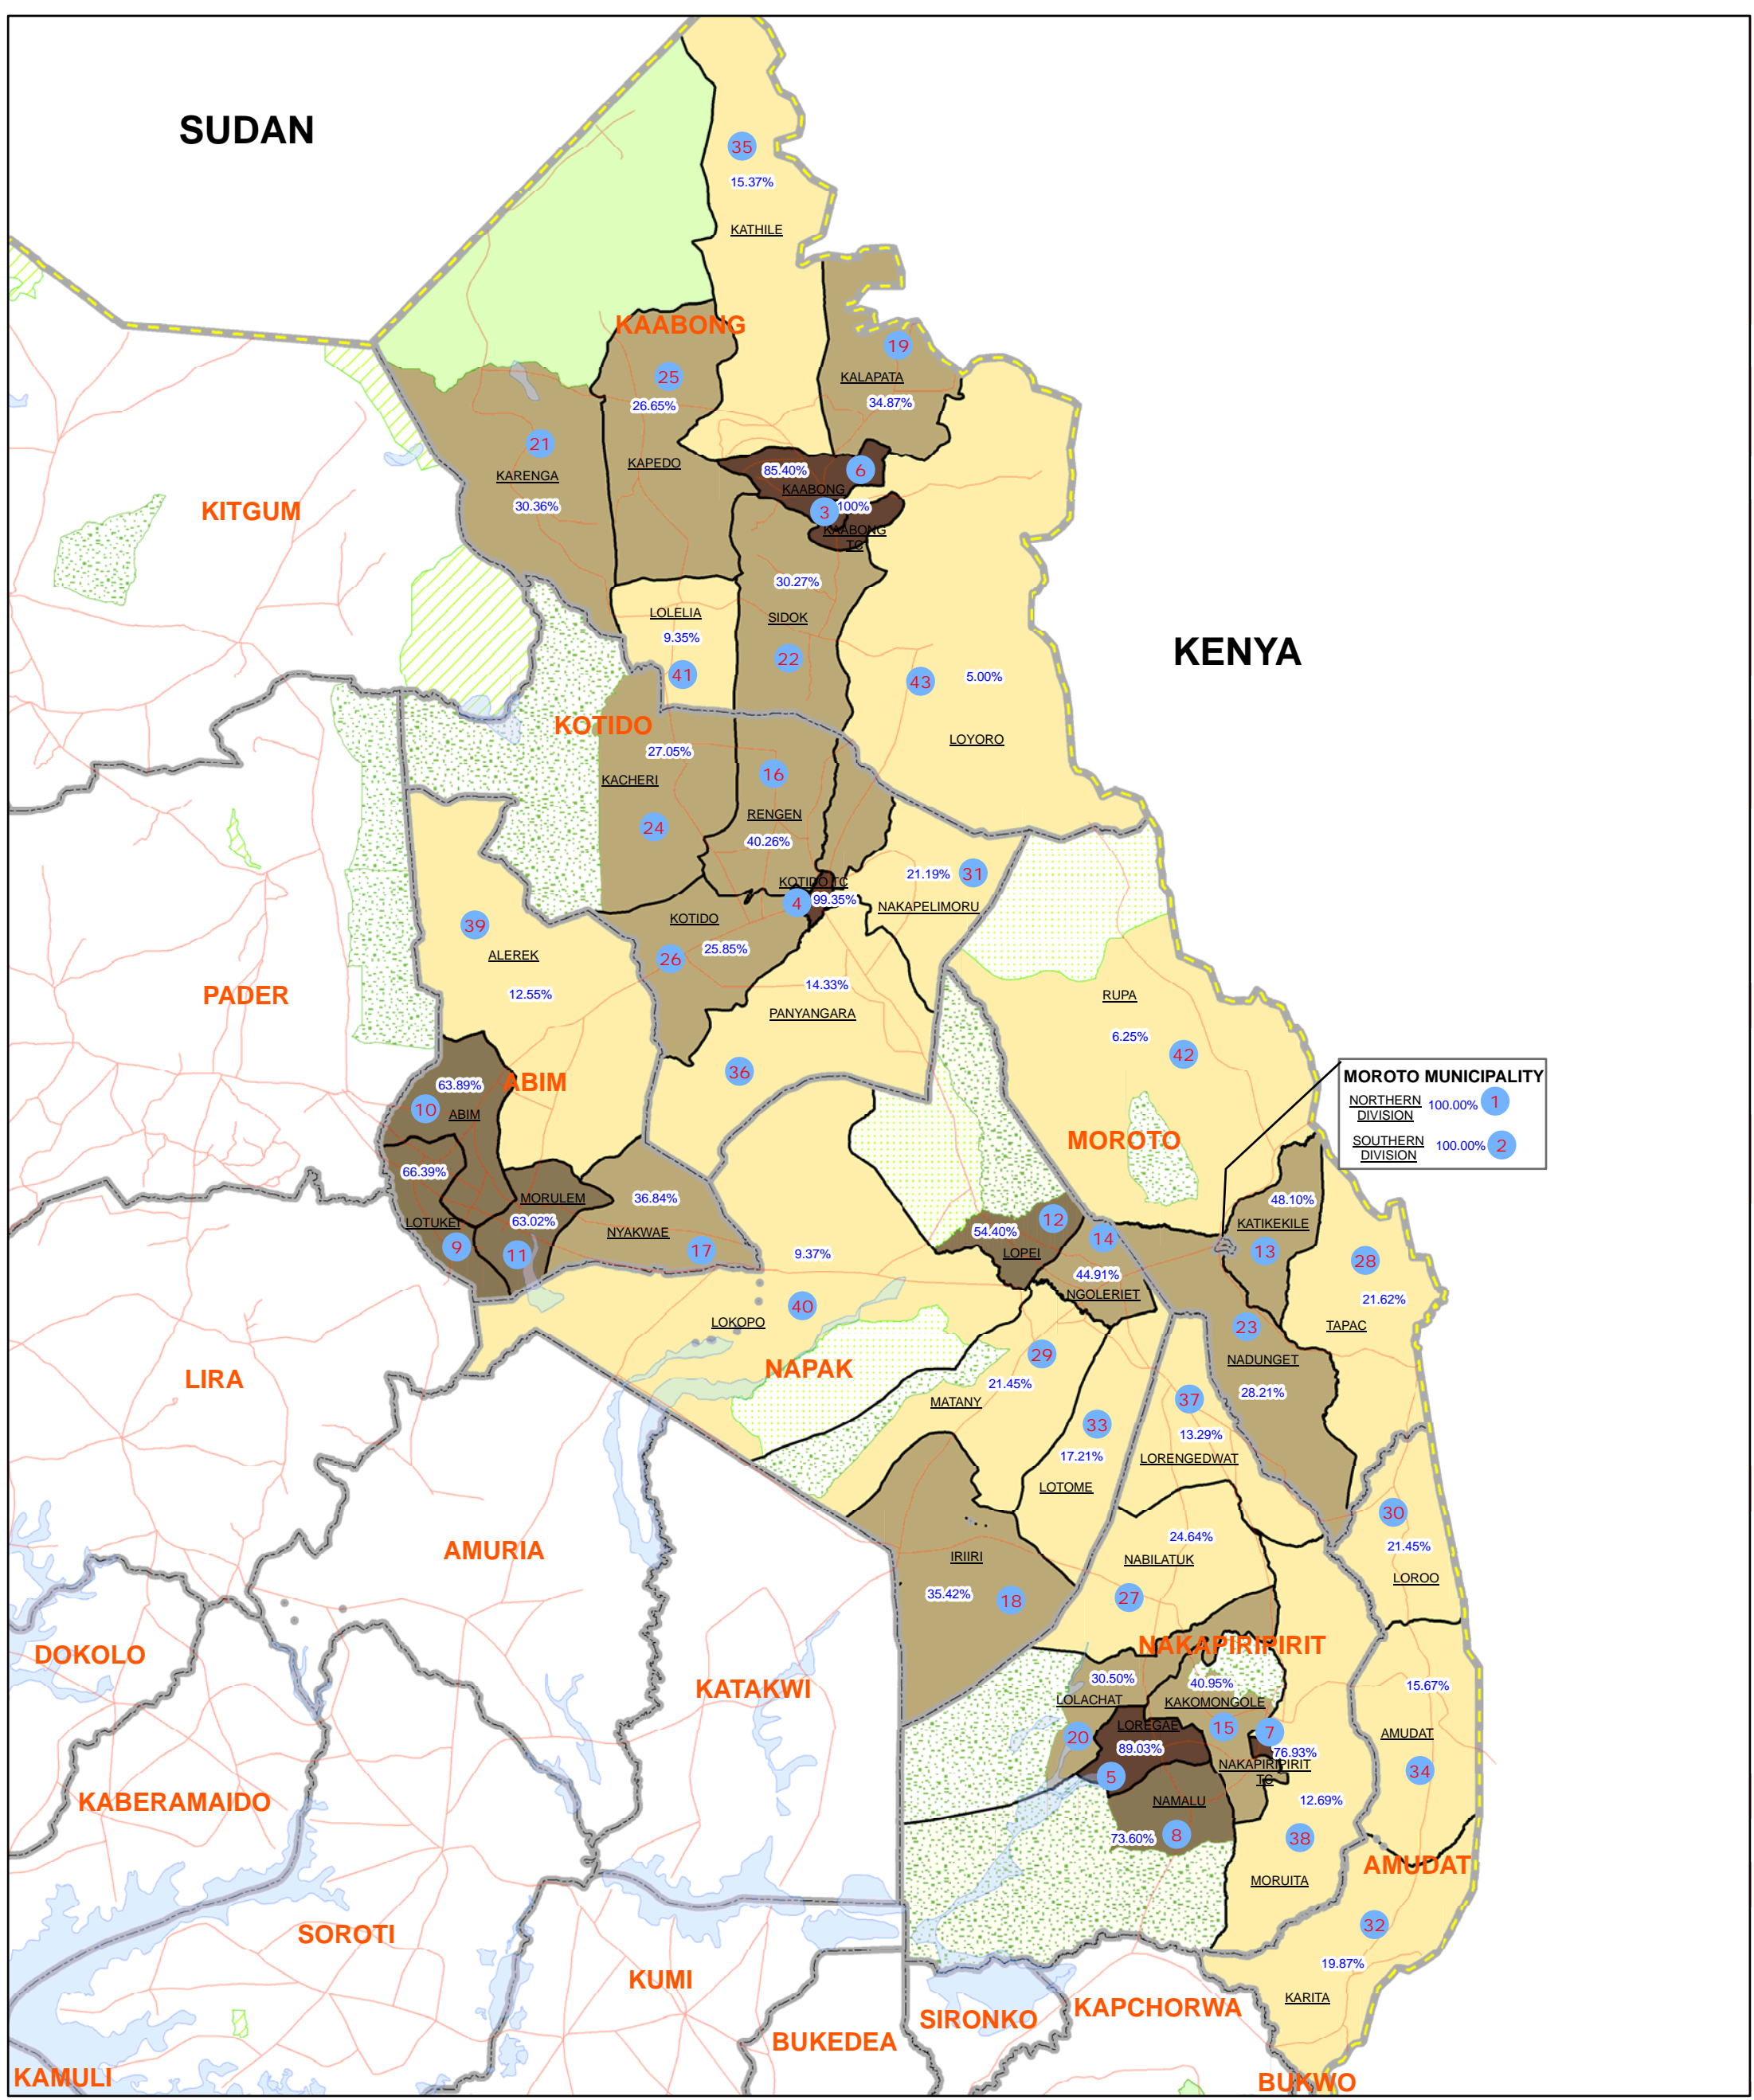 SUDAN
35
15.37%
KATHILE
KAABONG
19
KALAPATA
34.87%
25
26.65%
KAPEDO
21
KARENGA
30.36%
85.40%
6
KAABONG
3
100%
KAABONG
TC
KITGUM
30.27%
SIDOK
22
LOLELIA
9.35%
41
KENYA
43
5.00%
LOYORO
KOTIDO
27.05%
KACHERI
24
16
RENGEN
40.26%
KOTIDO TC
4
99.35%
21.19%
31
NAKAPELIMORU
KOTIDO
25.85%
26
39
ALEREK
12.55%
PADER
14.33%
PANYANGARA
36
RUPA
6.25%
42
MOROTO MUNICIPALITY
NORTHERN
DIVISION
100.00%
1
SOUTHERN
DIVISION
100.00%
2
ABIM
63.89%
10
ABIM
MOROTO
66.39%
LOTUKEI
9
MORULEM
63.02%
11
36.84%
NYAKWAE
17
54.40%
12
LOPEI
14
44.91%
NGOLERIET
48.10%
KATIKEKILE
13
28
21.62%
TAPAC
9.37%
40
LOKOPO
NAPAK
LIRA
29
21.45%
MATANY
23
NADUNGET
28.21%
33
17.21%
LOTOME
37
13.29%
LORENGEDWAT
30
21.45%
LOROO
AMURIA
IRIIRI
35.42%
18
24.64%
NABILATUK
27
DOKOLO
KATAKWI
NAKAPIRIPIRIT
30.50%
LOLACHAT
20
40.95%
KAKOMONGOLE
15
LOREGAE
89.03%
5
7
76.93%
NAKAPIRIPIRIT
TC
15.67%
AMUDAT
34
KABERAMAIDO
NAMALU
73.60%
8
12.69%
38
MORUITA
AMUDAT
32
19.87%
KARITA
SOROTI
KUMI
BUKEDEA
SIRONKO
KAPCHORWA
KAMULI
BUKWO